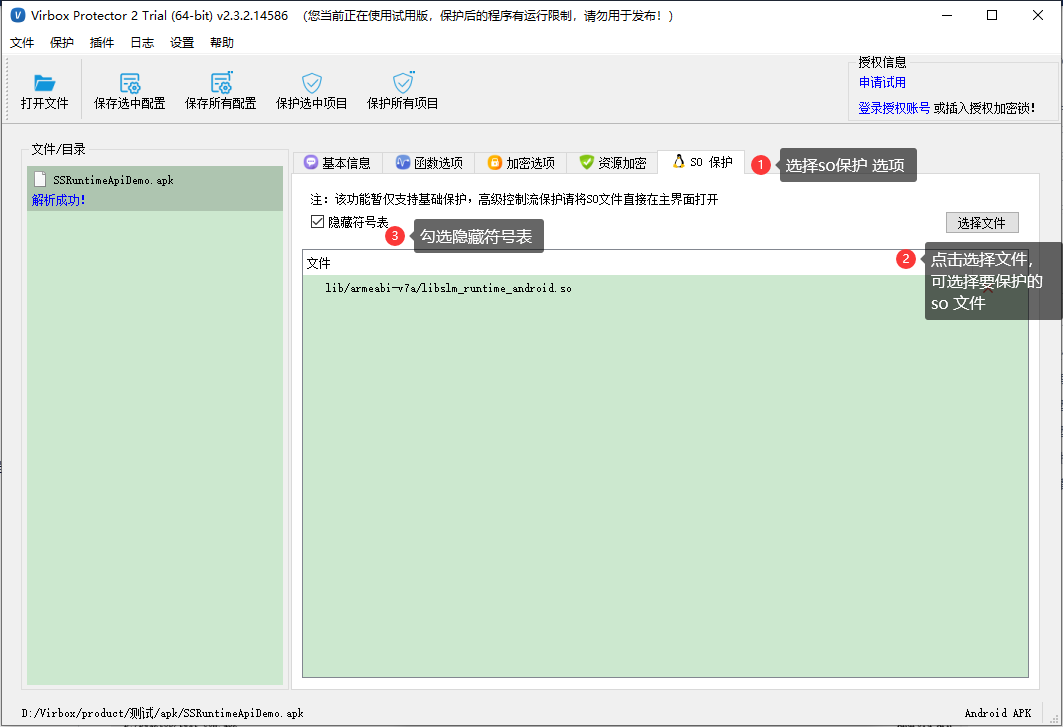 Virbox Protector 2 Trial (64-bit) v2.3.2.14586 (您当前正在使用试用版，保护后的程序有运行限制，请勿用于发布！)
文件 保护 插件 日志 设置 帮助
打开文件 保存选中配置 保存所有配置 保护选中项目 保护所有项目
授权信息
申请试用
登录授权账号 或插入授权加密锁!
文件/目录
SSRuntimeApiDemo.apk
解析成功!
基本信息 函数选项 加密选项 资源加密 SO 保护
1 选择so保护 选项
注：该功能暂仅支持基础保护，高级控制流保护请将SO文件直接在主界面打开
隐藏符号表
3 勾选隐藏符号表
选择文件
2 点击选择文件，
可选择要保护的
so 文件
文件
lib/armeabi-v7a/libslm_runtime_android.so
D:/Virbox/product/测试/apk/SSRuntimeApiDemo.apk
Android APK